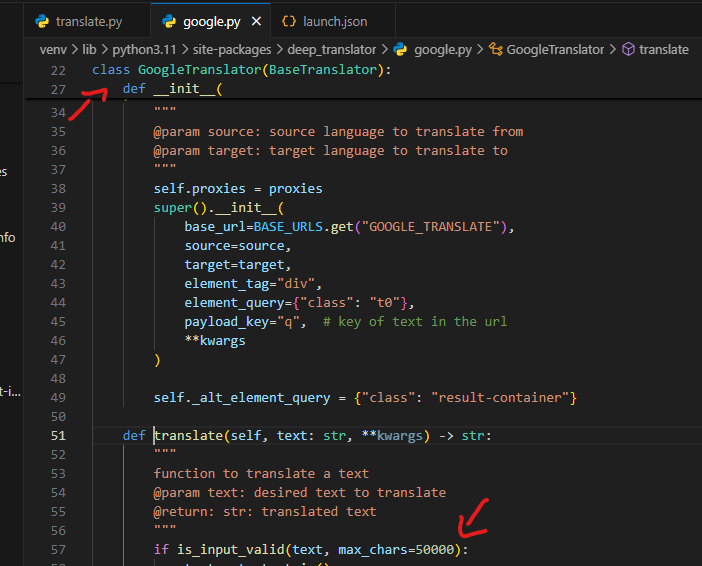 translate.py google.py × launch.json
venv > lib > python3.11 > site-packages > deep_translator > google.py > GoogleTranslator > translate
22 class GoogleTranslator(BaseTranslator):
27 def __init__(
34 """
es
35 @param source: source language to translate from
36 @param target: target language to translate to
37 """
38 self.proxies = proxies
39 super().__init__(
nfo
40 base_url=BASE_URLS.get("GOOGLE_TRANSLATE"),
41 source=source,
42 target=target,
43 element_tag="div",
44 element_query={"class": "t0"},
45 payload_key="q",  # key of text in the url
46 **kwargs
47 )
t-i...
48
49 self._alt_element_query = {"class": "result-container"}
50
51 def translate(self, text: str, **kwargs) -> str:
52 """
53 function to translate a text
54 @param text: desired text to translate
55 @return: str: translated text
56 """
57 if is_input_valid(text, max_chars=50000):